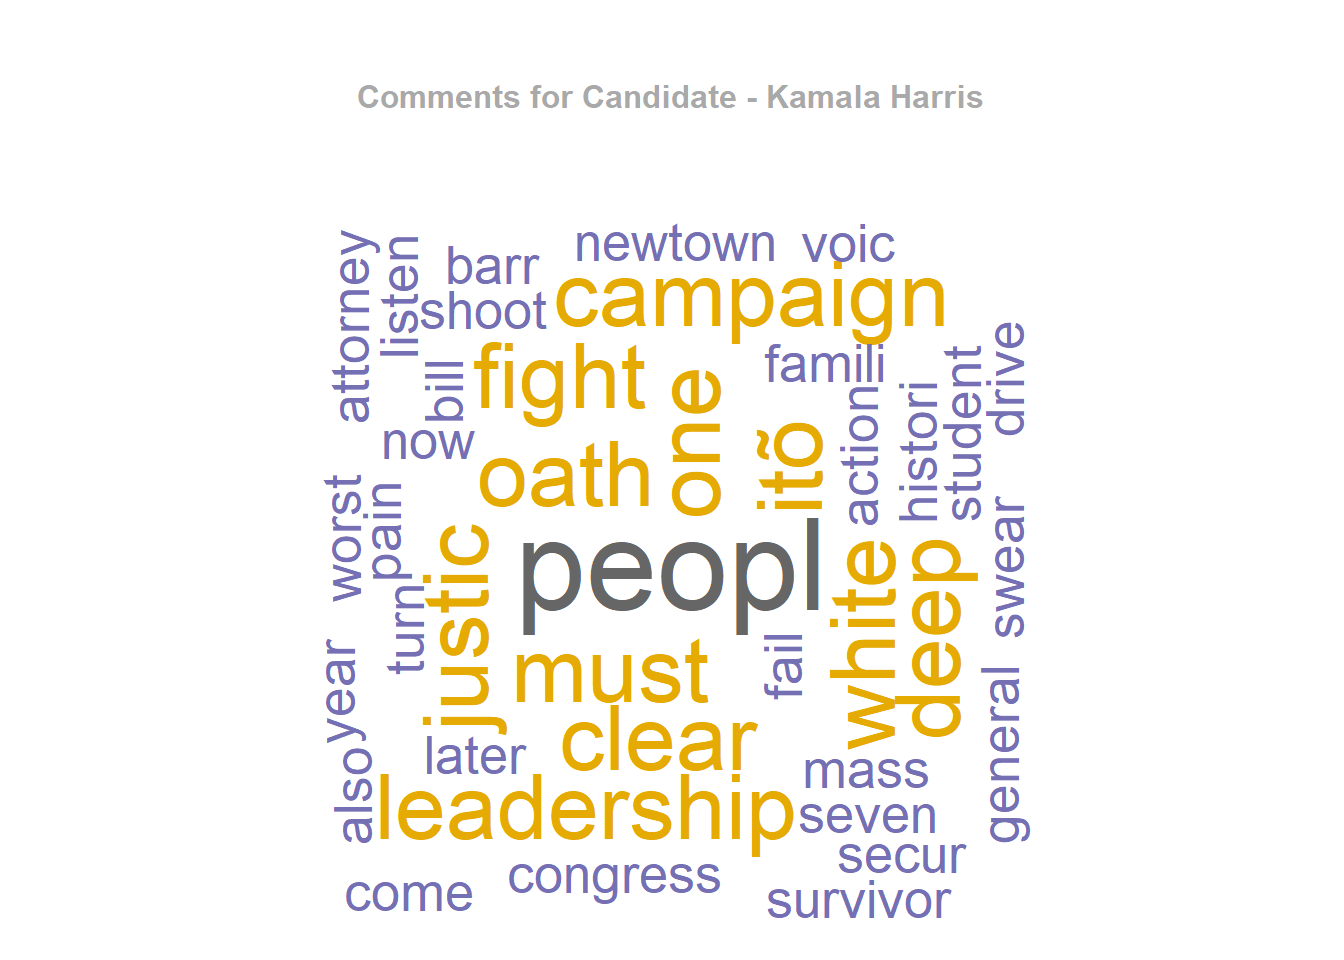 Comments for Candidate - Kamala Harris
newtown
voic
attorney
listen
barr
shoot
campaign
bill
fight
one
famili
student
drive
now
oath
itõ
action
histori
worst
pain
justic
peopl
white
deep
swear
turn
must
fail
year
later
clear
mass
general
also
leadership
seven
secur
come
congress
survivor